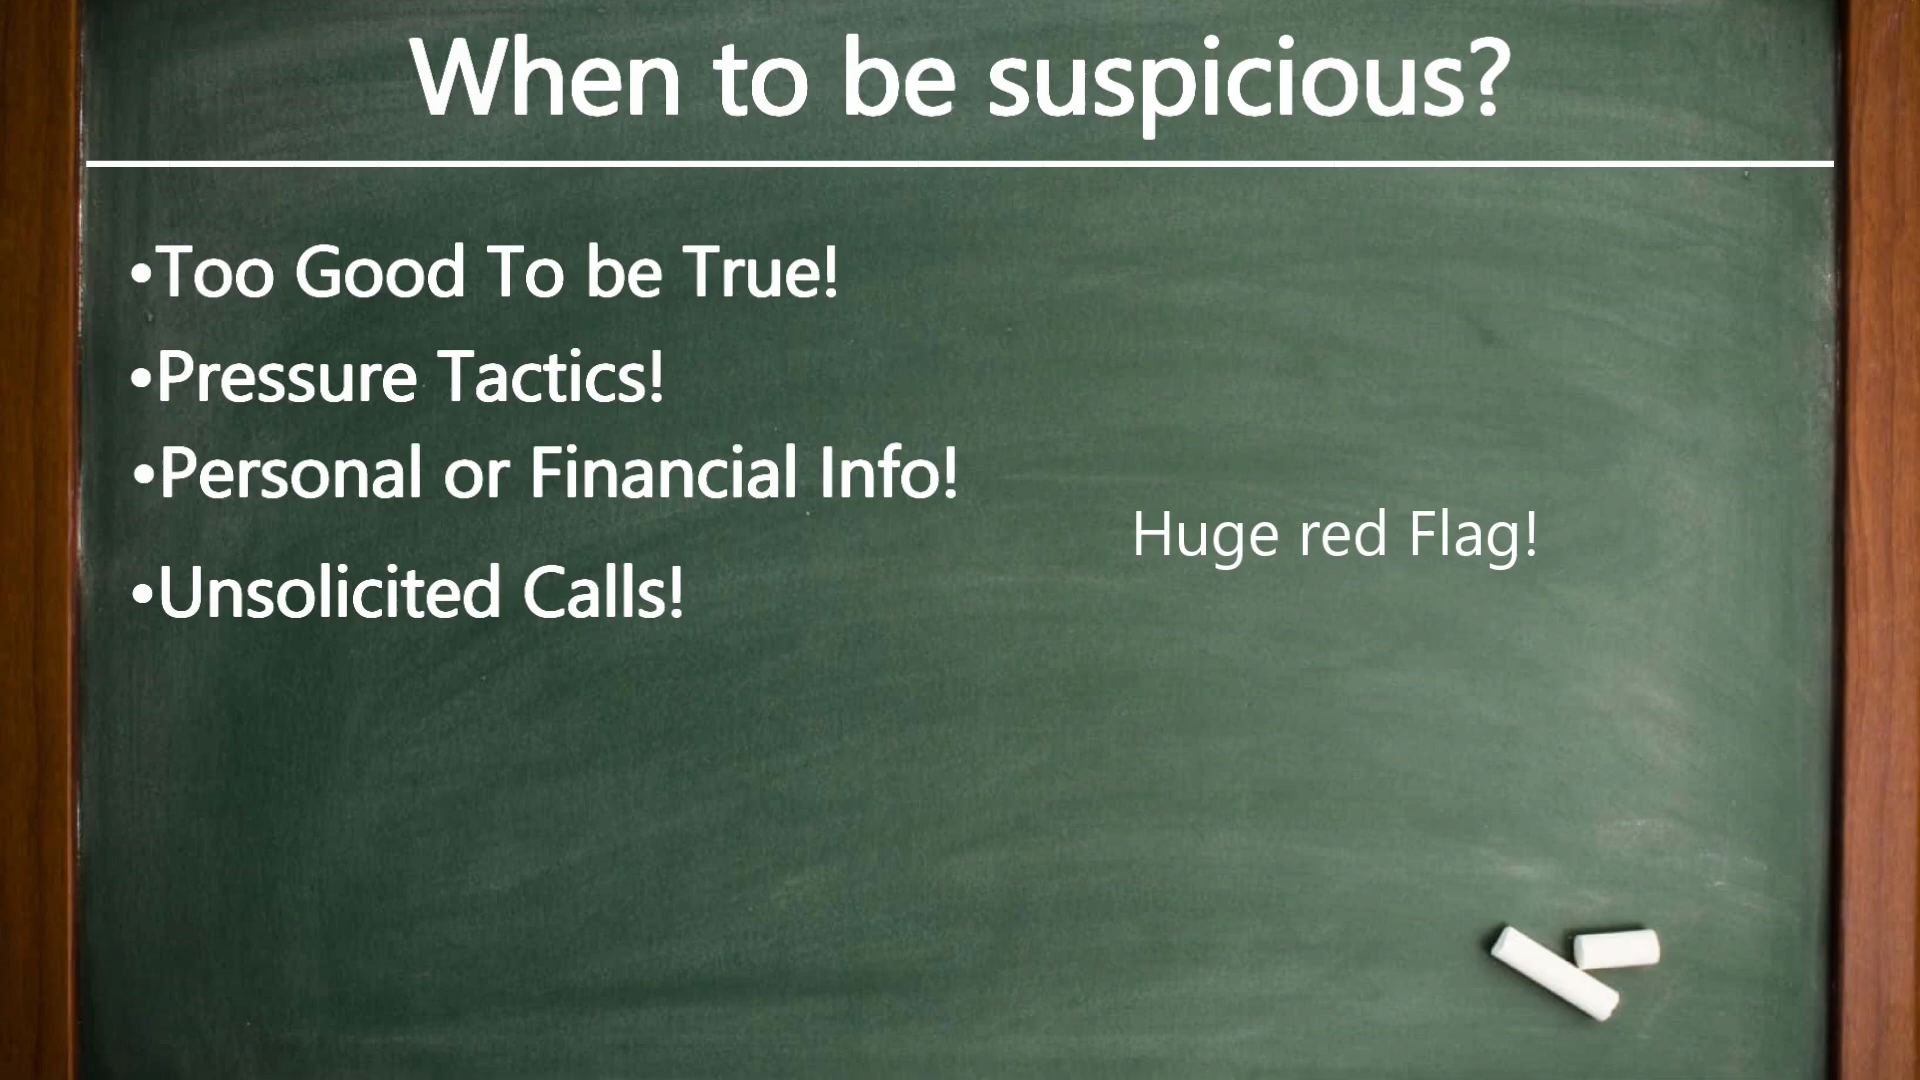 When to be suspicious?
•Too Good To be True!
•Pressure Tactics!
•Personal or Financial Info!
Huge red Flag!
•Unsolicited Calls!